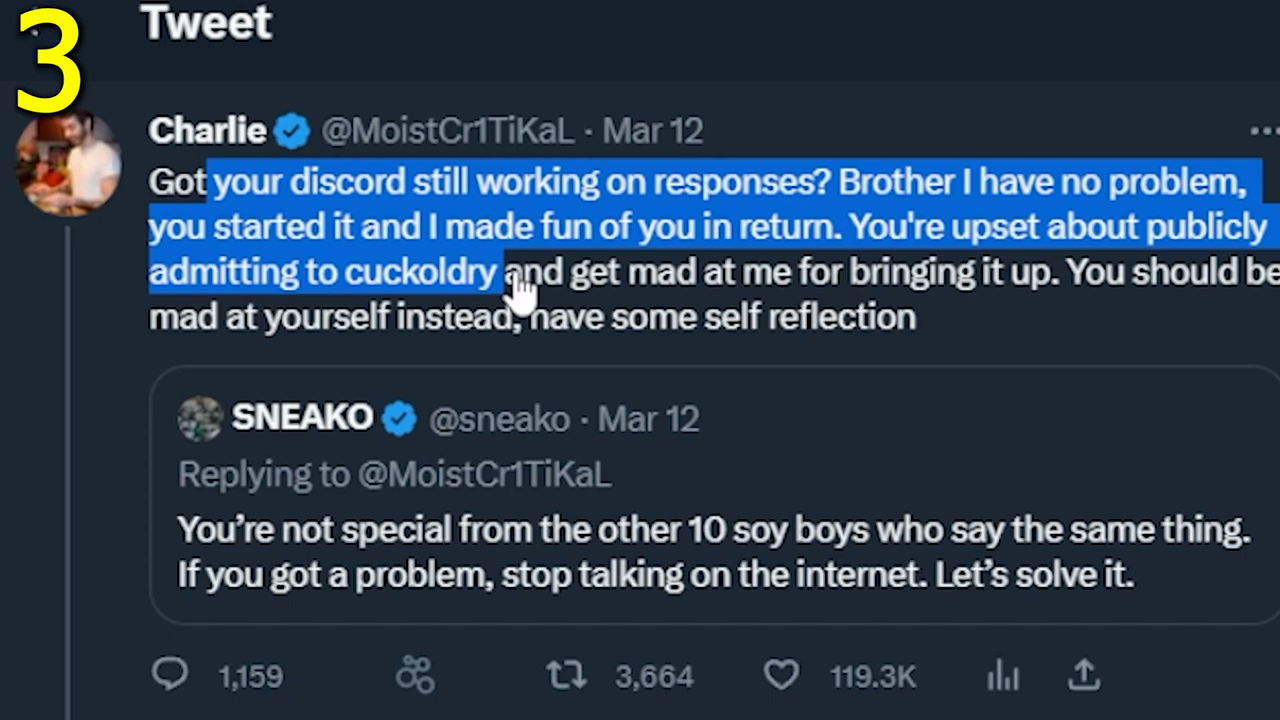 3
Tweet
Charlie @MoistCr1TiKaL · Mar 12
Got your discord still working on responses? Brother I have no problem,
you started it and I made fun of you in return. You're upset about publicly
admitting to cuckoldry and get mad at me for bringing it up. You should be
mad at yourself instead, have some self reflection
SNEAKO @sneako · Mar 12
Replying to @MoistCr1TiKaL
You’re not special from the other 10 soy boys who say the same thing.
If you got a problem, stop talking on the internet. Let’s solve it.
1,159 3,664 119.3K